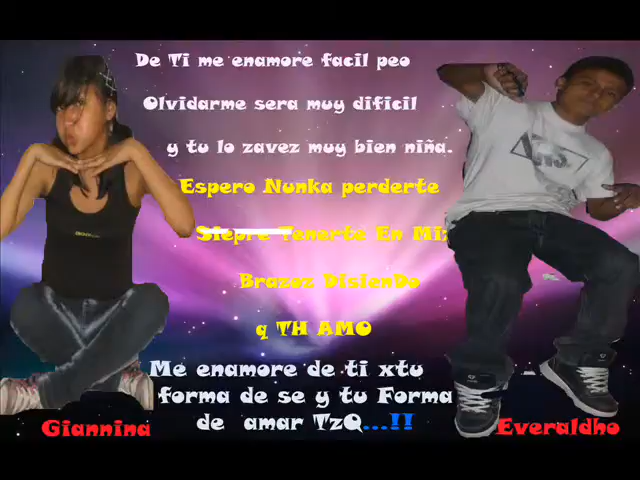 De Ti me enamore facil peo
Olvidarme sera muy dificil
y tu lo zavez muy bien niña.
Espero Nunka perderte
Siepre Tenerte En Miz
Brazoz DisienDo
q TH AMO
Me enamore de ti xtu
forma de se y tu Forma
de amar TzQ...!!
Giannina
Everaldho